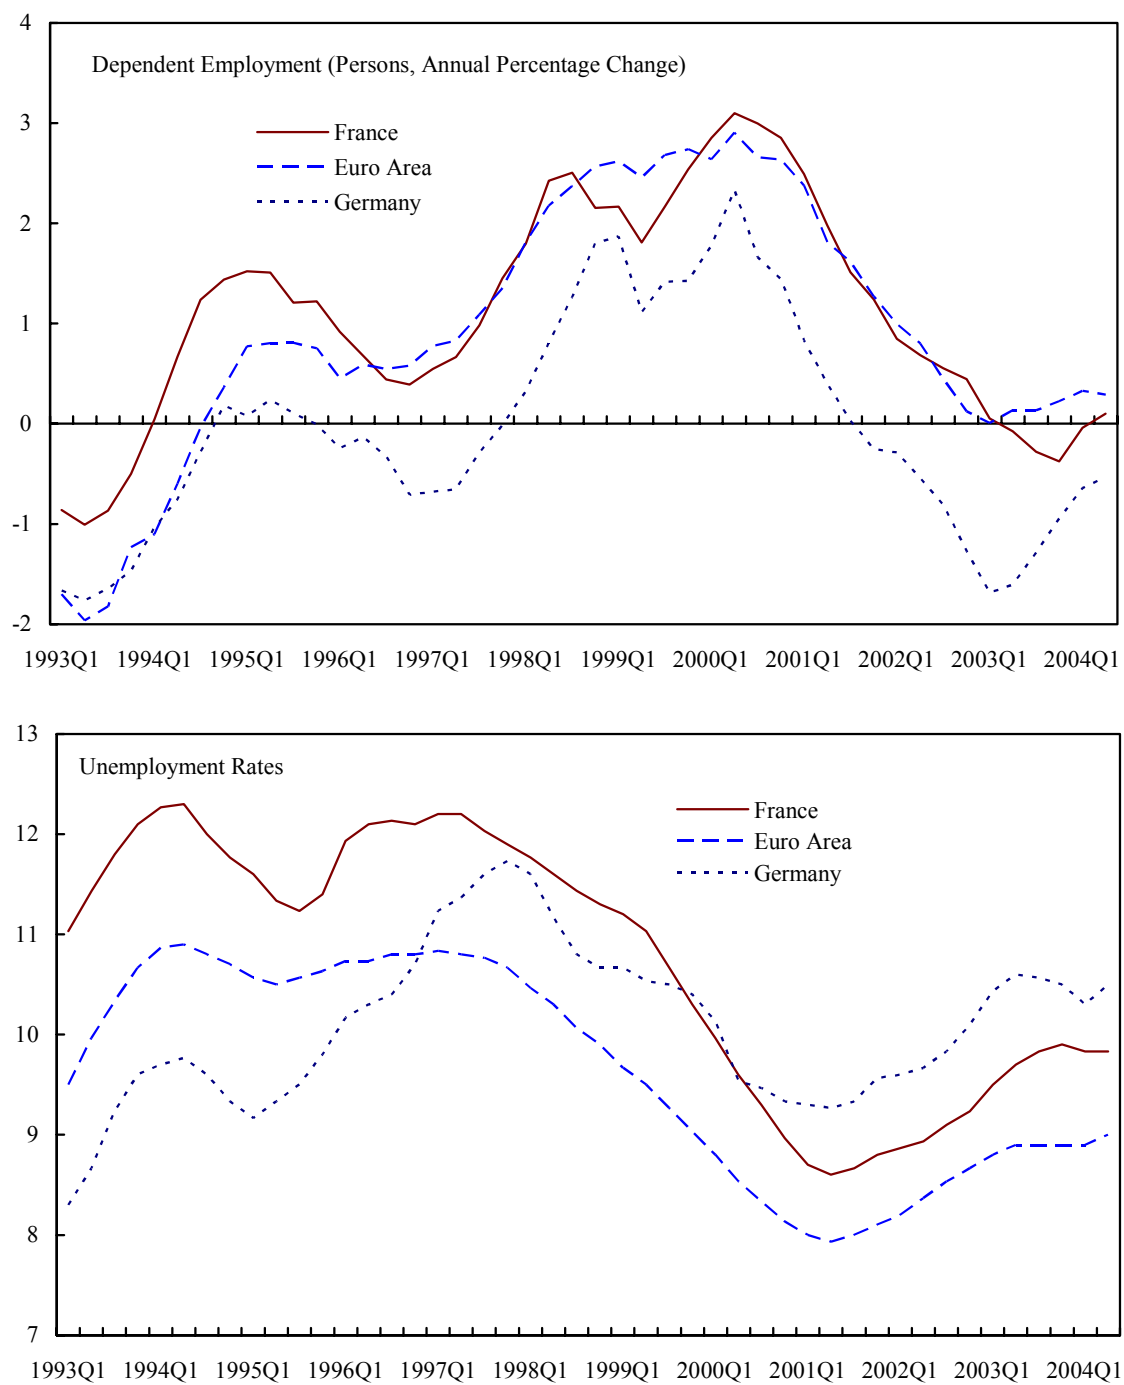 4
Dependent Employment (Persons, Annual Percentage Change)
3
France
Euro Area
Germany
2
1
0
-1
-2
1993Q1 1994Q1 1995Q1 1996Q1 1997Q1 1998Q1 1999Q1 2000Q1 2001Q1 2002Q1 2003Q1 2004Q1
13
Unemployment Rates
France
12
Euro Area
Germany
11
10
9
8
7
1993Q1 1994Q1 1995Q1 1996Q1 1997Q1 1998Q1 1999Q1 2000Q1 2001Q1 2002Q1 2003Q1 2004Q1